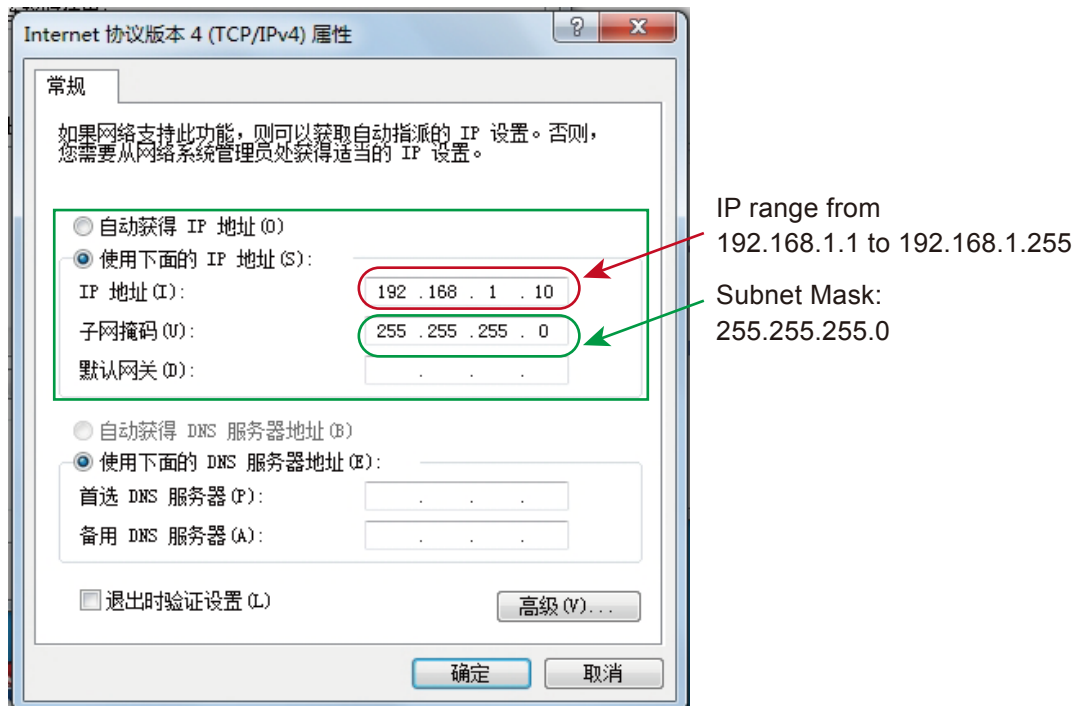 Internet 协议版本 4 (TCP/IPv4) 属性
常规
如果网络支持此功能，则可以获取自动指派的 IP 设置。否则，
您需要从网络系统管理员处获得适当的 IP 设置。
自动获得 IP 地址(O)
使用下面的 IP 地址(S):
IP 地址(I): 192 . 168 . 1 . 10
子网掩码(U): 255 . 255 . 255 . 0
默认网关(D): . . .
自动获得 DNS 服务器地址(B)
使用下面的 DNS 服务器地址(E):
首选 DNS 服务器(P): . . .
备用 DNS 服务器(A): . . .
退出时验证设置(L)
高级(V)...
确定 取消
IP range from
192.168.1.1 to 192.168.1.255
Subnet Mask:
255.255.255.0